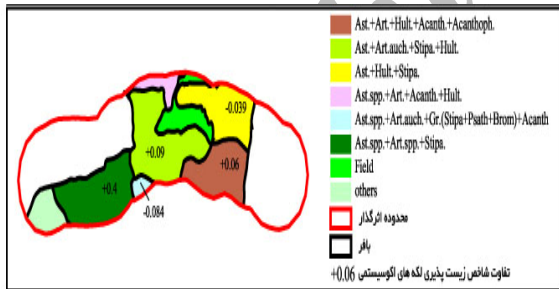 Ast.+Art.+Hult.+Acanth.+Acanthoph.
Ast.+Art.auch.+Stipa.+Hult.
Ast.+Hult.+Stipa.
Ast.spp.+Art.+Acanth.+Hult.
Ast.spp.+Art.auch.+Gr.(Stipa+Psath+Brom)+Acanth
Ast.spp.+Art.spp.+Stipa.
Field
others
محدوده اثرگذار
بافر
تفاوت شاخص زیست پذیری لکه های اکوسیستمی +0.06
-0.039
+0.09
+0.06
+0.4
-0.084